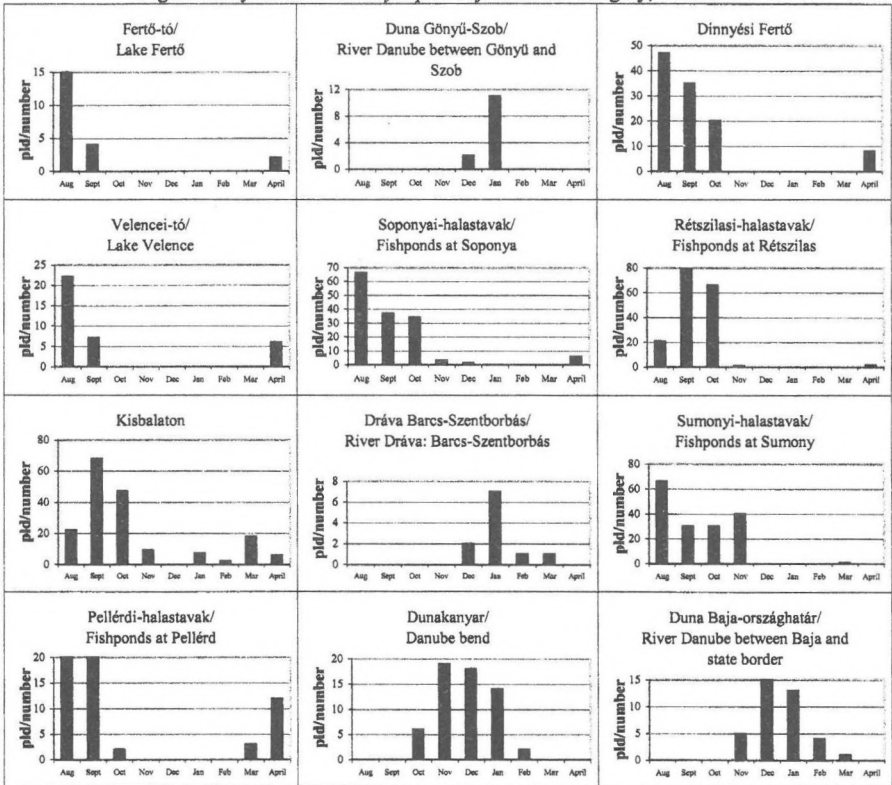 Fertő-tó/
Lake Fertő
pld/number
15
10
5
0
Aug Sept Oct Nov Dec Jan Feb Mar April
Duna Gönyű-Szob/
River Danube between Gönyű and
Szob
pld/number
12
8
4
0
Aug Sept Oct Nov Dec Jan Feb Mar April
Dinnyési Fertő
pld/number
50
40
30
20
10
0
Aug Sept Oct Nov Dec Jan Feb Mar April
Velencei-tó/
Lake Velence
pld/number
25
20
15
10
5
0
Aug Sept Oct Nov Dec Jan Feb Mar April
Soponyai-halastavak/
Fishponds at Soponya
pld/number
70
60
50
40
30
20
10
0
Aug Sept Oct Nov Dec Jan Feb Mar April
Rétszilasi-halastavak/
Fishponds at Rétszilas
pld/number
80
60
40
20
0
Aug Sept Oct Nov Dec Jan Feb Mar April
Kisbalaton
pld/number
80
60
40
20
0
Aug Sept Oct Nov Dec Jan Feb Mar April
Dráva Barcs-Szentborbás/
River Dráva: Barcs-Szentborbás
pld/number
8
6
4
2
0
Aug Sept Oct Nov Dec Jan Feb Mar April
Sumonyi-halastavak/
Fishponds at Sumony
pld/number
80
60
40
20
0
Aug Sept Oct Nov Dec Jan Feb Mar April
Pellérdi-halastavak/
Fishponds at Pellérd
pld/number
20
15
10
5
0
Aug Sept Oct Nov Dec Jan Feb Mar April
Dunakanyar/
Danube bend
pld/number
20
15
10
5
0
Aug Sept Oct Nov Dec Jan Feb Mar April
Duna Baja-országhatár/
River Danube between Baja and
state border
pld/number
15
10
5
0
Aug Sept Oct Nov Dec Jan Feb Mar April